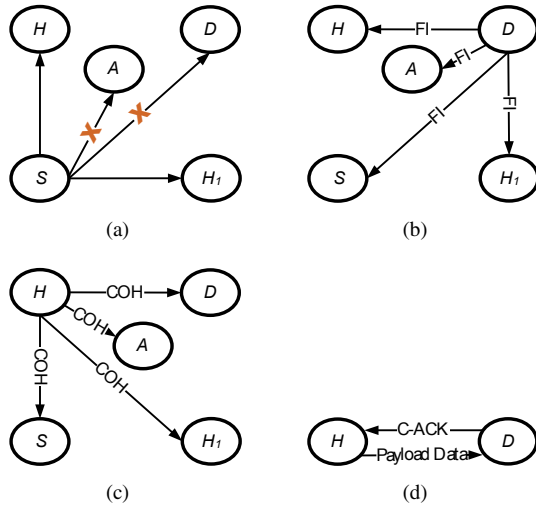 H
D
A
X
X
S
H1
(a)
H
FI
D
A
FI
FI
FI
S
H1
(b)
H
COH
D
COH
A
COH
COH
S
H1
(c)
H
C-ACK
D
Payload Data
(d)